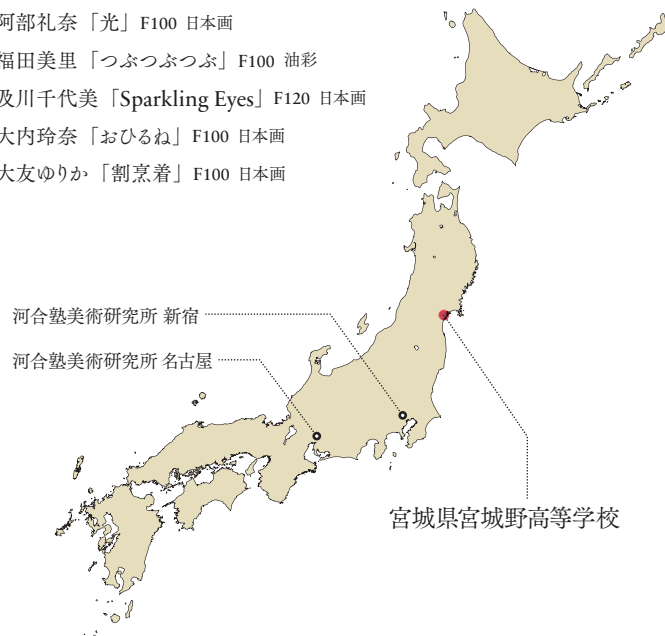 阿部礼奈「光」F100 日本画
福田美里「つぶつぶつぶ」F100 油彩
及川千代美「Sparkling Eyes」F120 日本画
大内玲奈「おひるね」F100 日本画
大友ゆりか「割烹着」F100 日本画
河合塾美術研究所 新宿
河合塾美術研究所 名古屋
宮城県宮城野高等学校